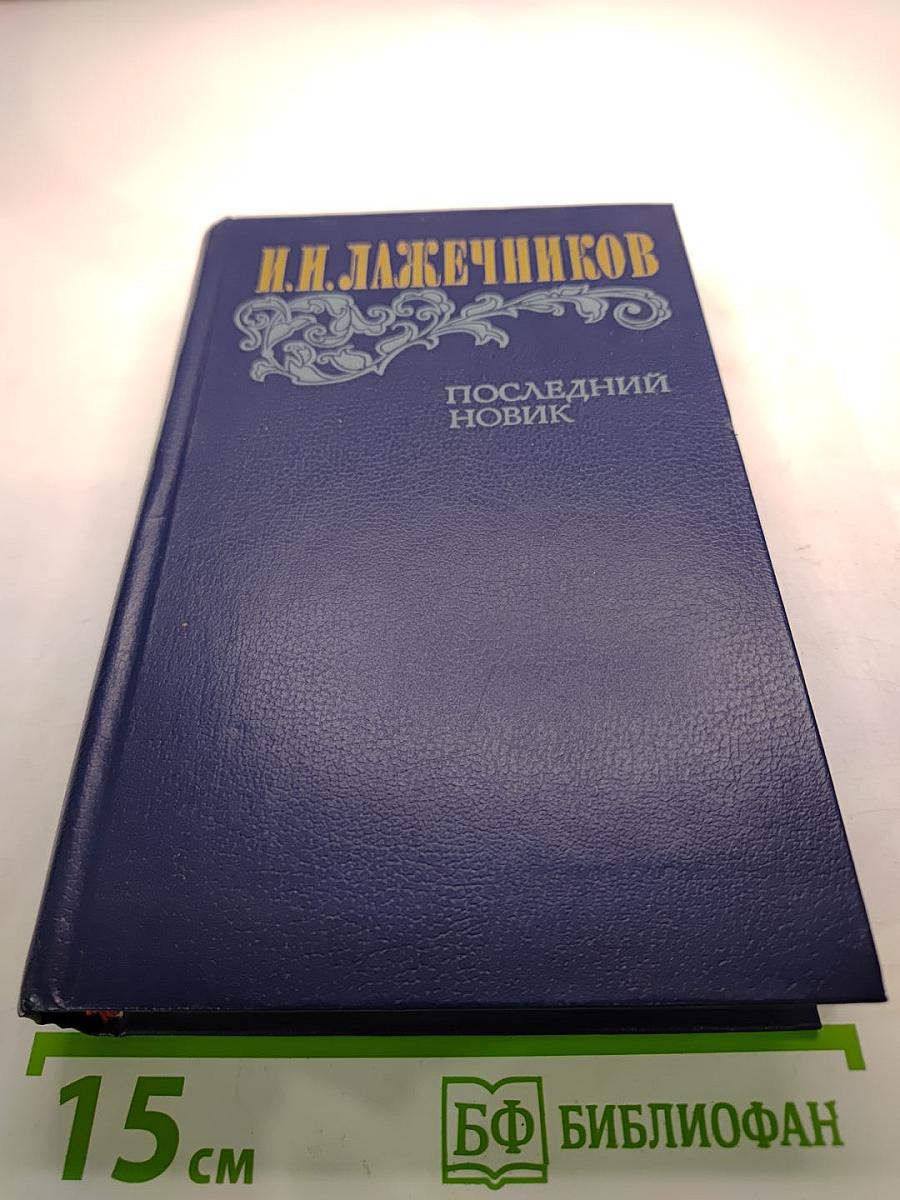 И.И.ЛАЖЕЧНИКОВ
ПОСЛЕДНИЙ
НОВИК
15 см
БФ БИБЛИОФАН